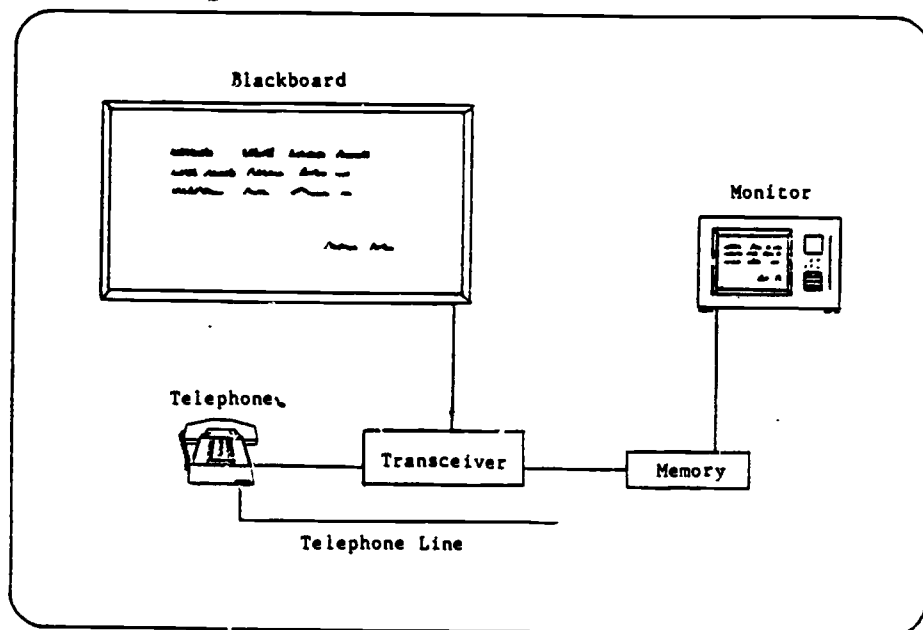 Blackboard
Monitor
Telephone
Transceiver
Memory
Telephone Line